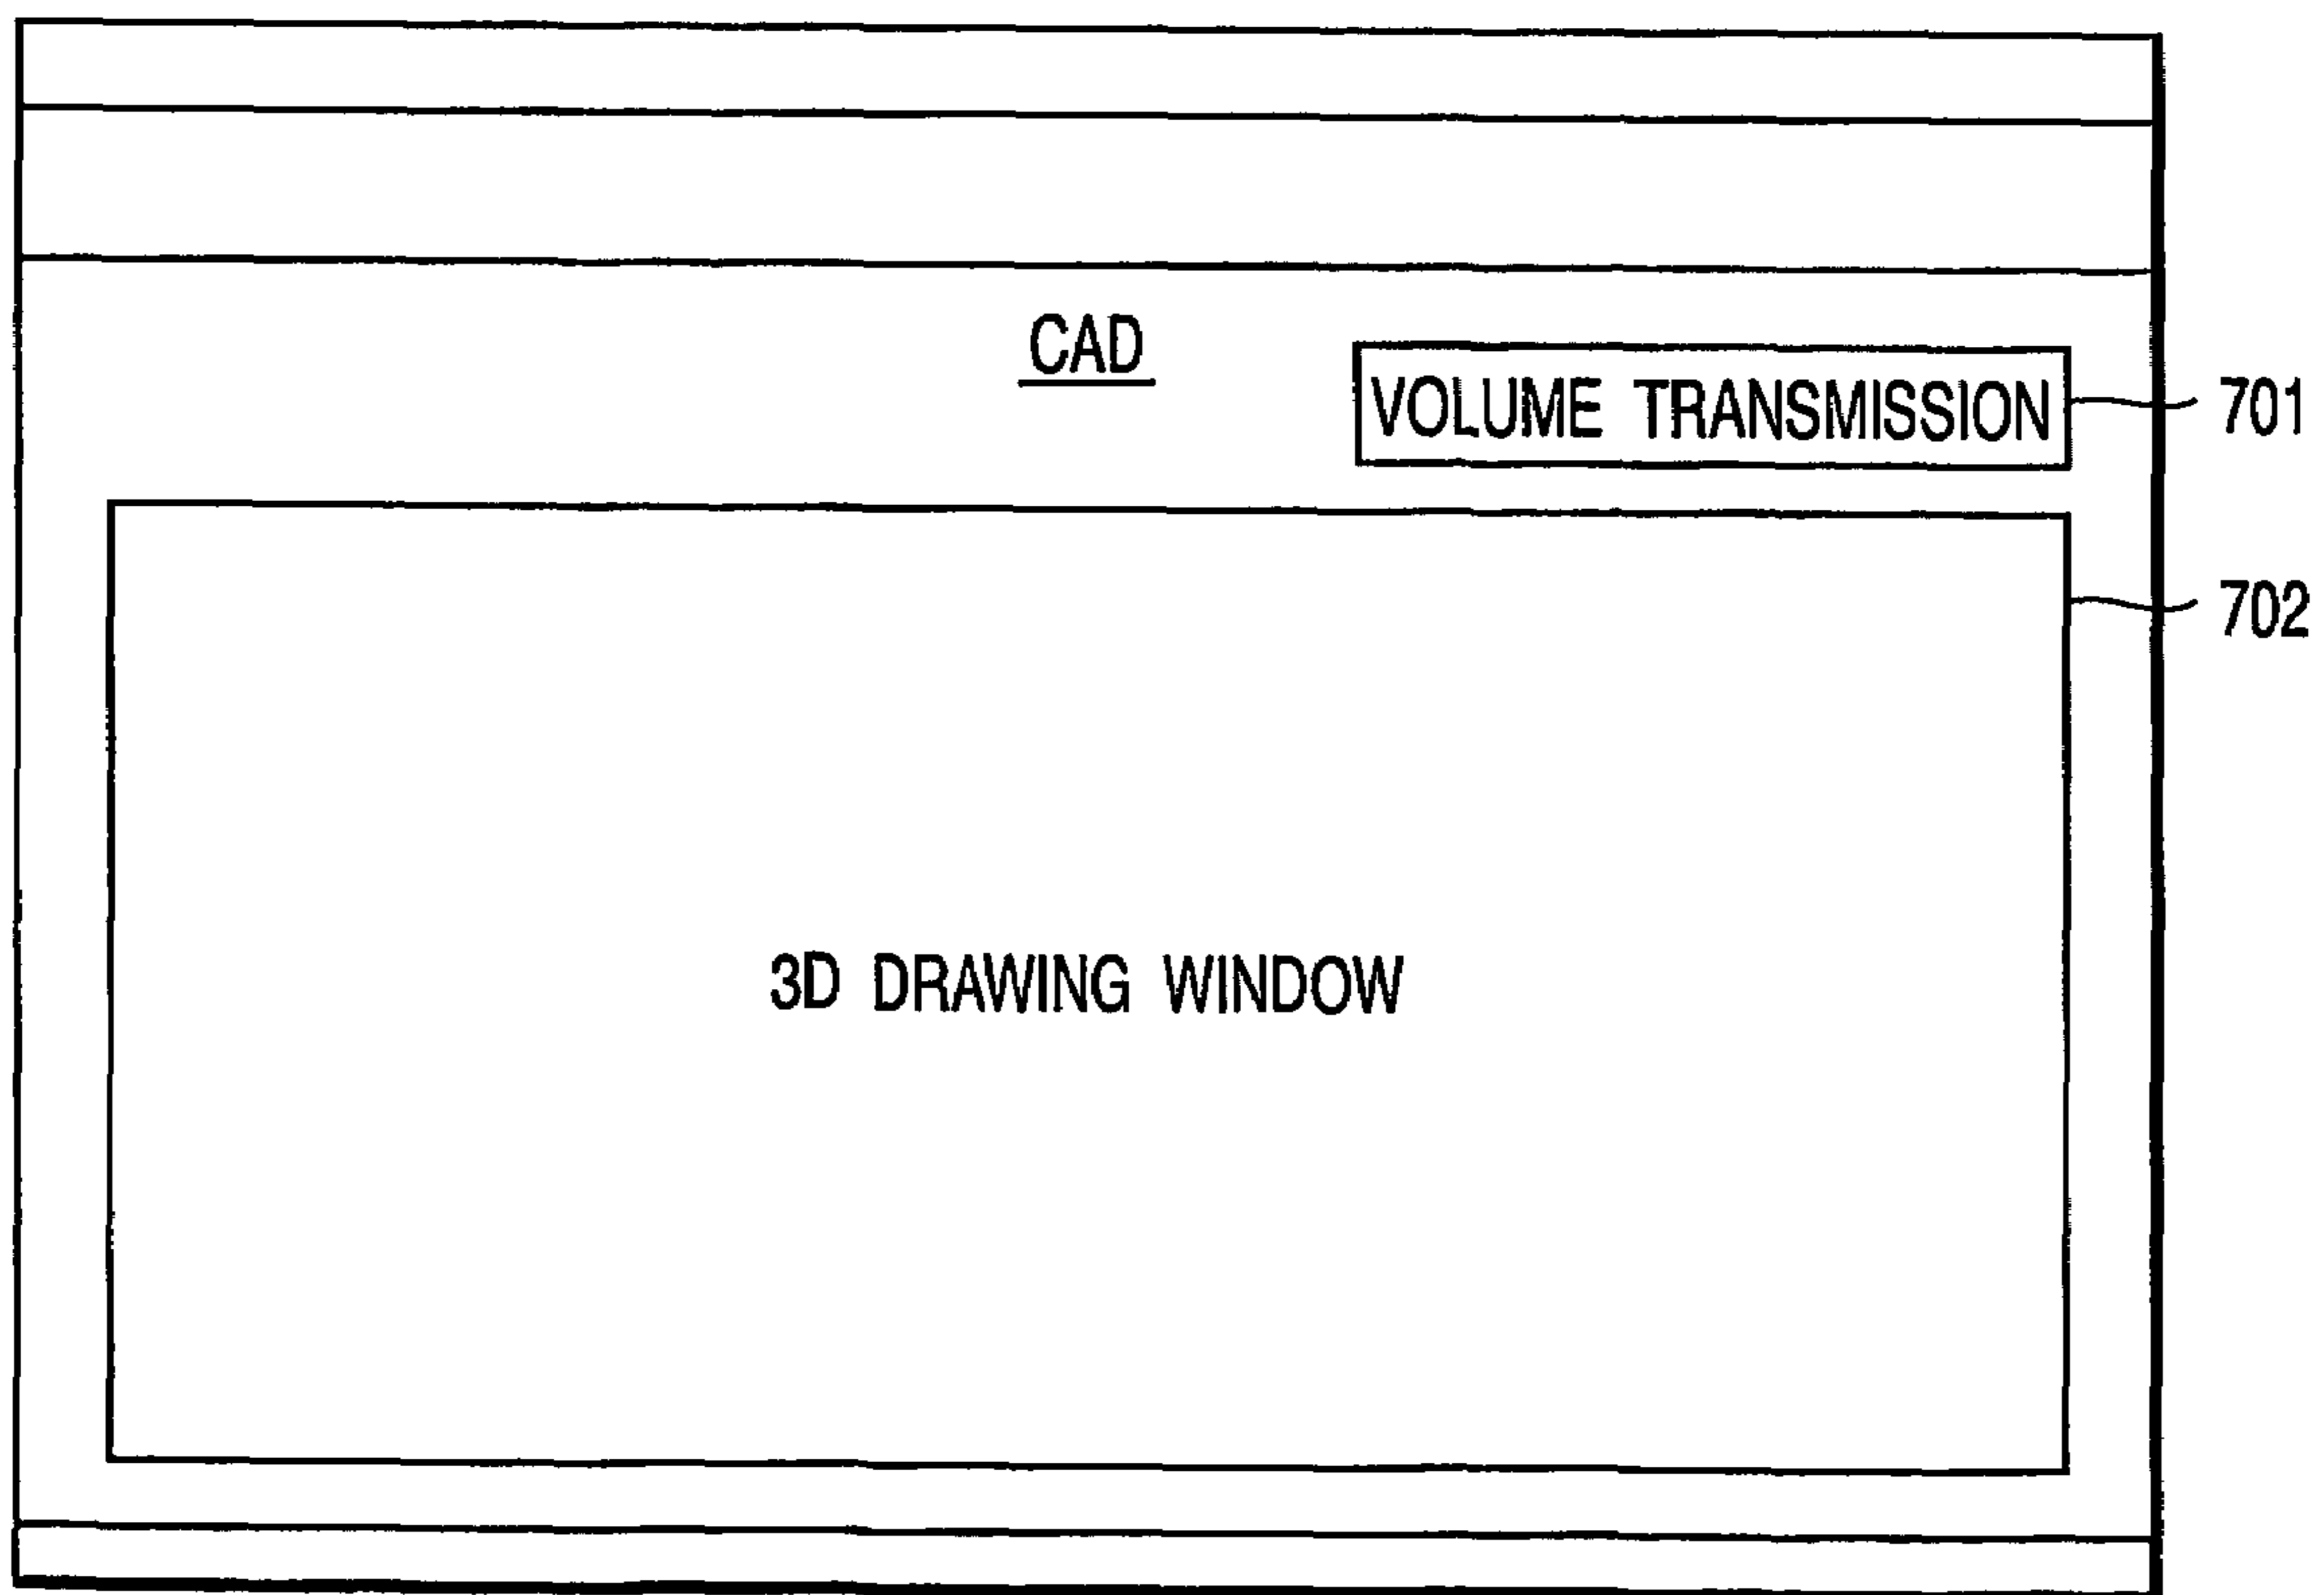 CAD
VOLUME TRANSMISSION
701
702
3D DRAWING WINDOW